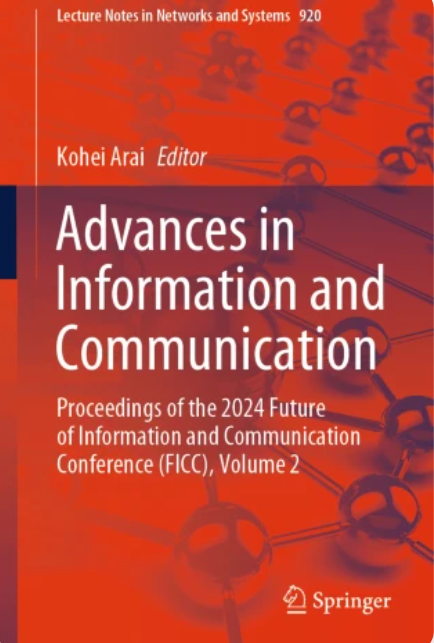 Lecture Notes in Networks and Systems 920
Kohei Arai Editor
Advances in
Information and
Communication
Proceedings of the 2024 Future
of Information and Communication
Conference (FICC), Volume 2
Springer